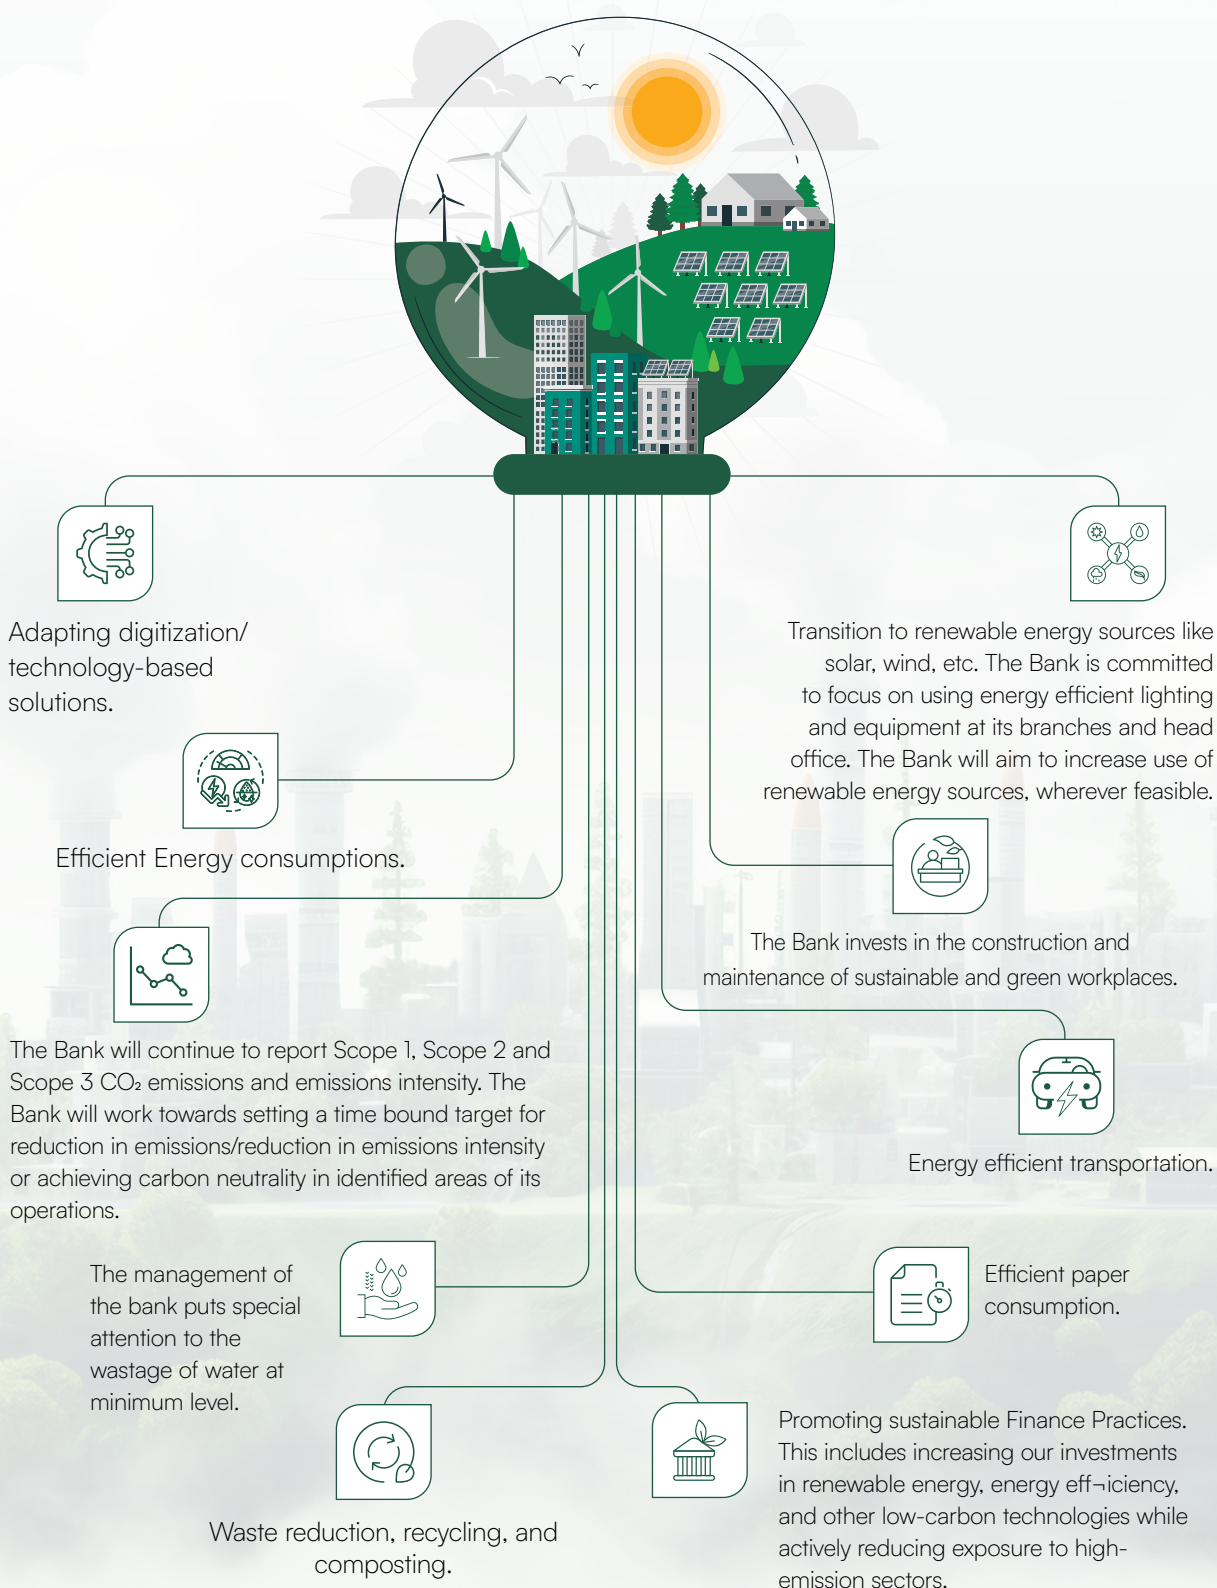 Adapting digitization/
technology-based
solutions.
Transition to renewable energy sources like
solar, wind, etc. The Bank is committed
to focus on using energy efficient lighting
and equipment at its branches and head
office. The Bank will aim to increase use of
renewable energy sources, wherever feasible.
Efficient Energy consumptions.
The Bank invests in the construction and
maintenance of sustainable and green workplaces.
The Bank will continue to report Scope 1, Scope 2 and
Scope 3 CO₂ emissions and emissions intensity. The
Bank will work towards setting a time bound target for
reduction in emissions/reduction in emissions intensity
or achieving carbon neutrality in identified areas of its
operations.
Energy efficient transportation.
The management of
the bank puts special
attention to the
wastage of water at
minimum level.
Efficient paper
consumption.
Waste reduction, recycling, and
composting.
Promoting sustainable Finance Practices.
This includes increasing our investments
in renewable energy, energy eff¬iciency,
and other low-carbon technologies while
actively reducing exposure to high-
emission sectors.